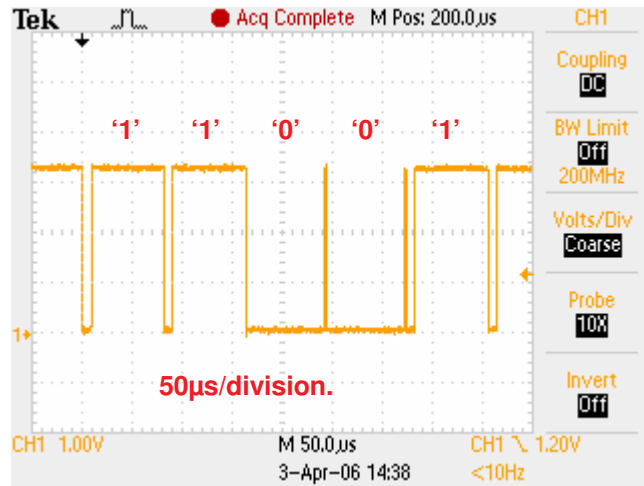 Tek Acq Complete M Pos: 200.0µs CH1
Coupling
DC
‘1’ ‘1’ ‘0’ ‘0’ ‘1’
BW Limit
Off
200MHz
Volts/Div
Coarse
Probe
10X
1
50µs/division.
Invert
Off
CH1 1.00V M 50.0µs CH1 1.20V
3-Apr-06 14:38 <10Hz